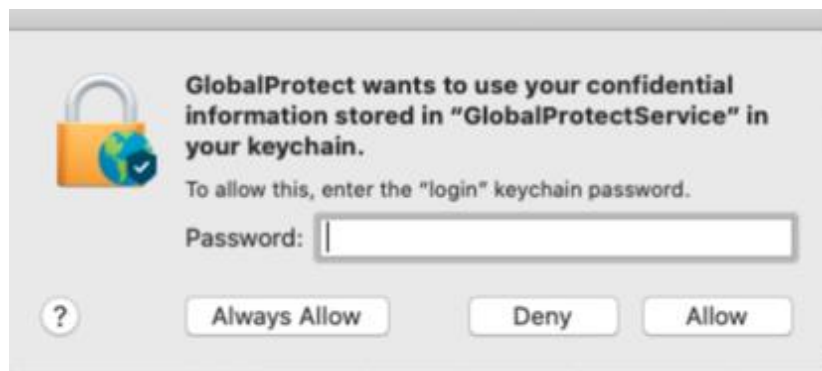 GlobalProtect wants to use your confidential
information stored in “GlobalProtectService” in
your keychain.
To allow this, enter the “login” keychain password.
Password:
?
Always Allow
Deny
Allow